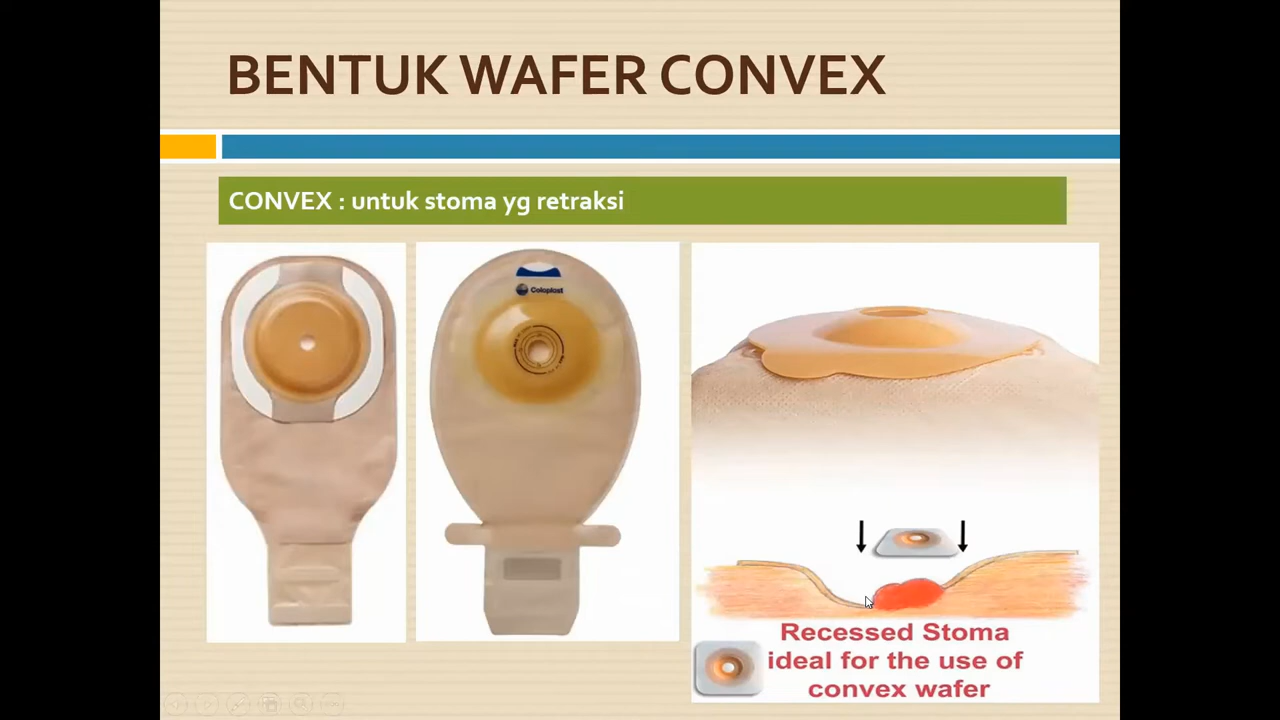 BENTUK WAFER CONVEX
CONVEX : untuk stoma yg retraksi
Coloplast
Recessed Stoma
ideal for the use of
convex wafer